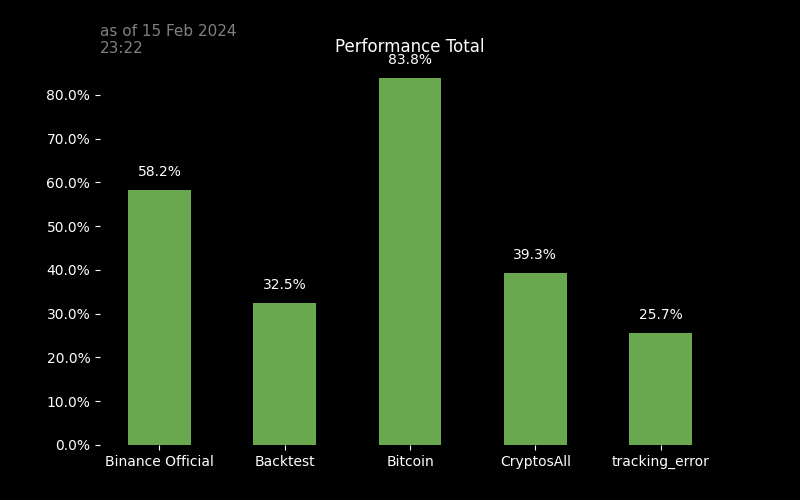 as of 15 Feb 2024
23:22
Performance Total
83.8%
80.0%
70.0%
60.0%
50.0%
40.0%
30.0%
20.0%
10.0%
0.0%
58.2%
32.5%
39.3%
25.7%
Binance Official
Backtest
Bitcoin
CryptosAll
tracking_error